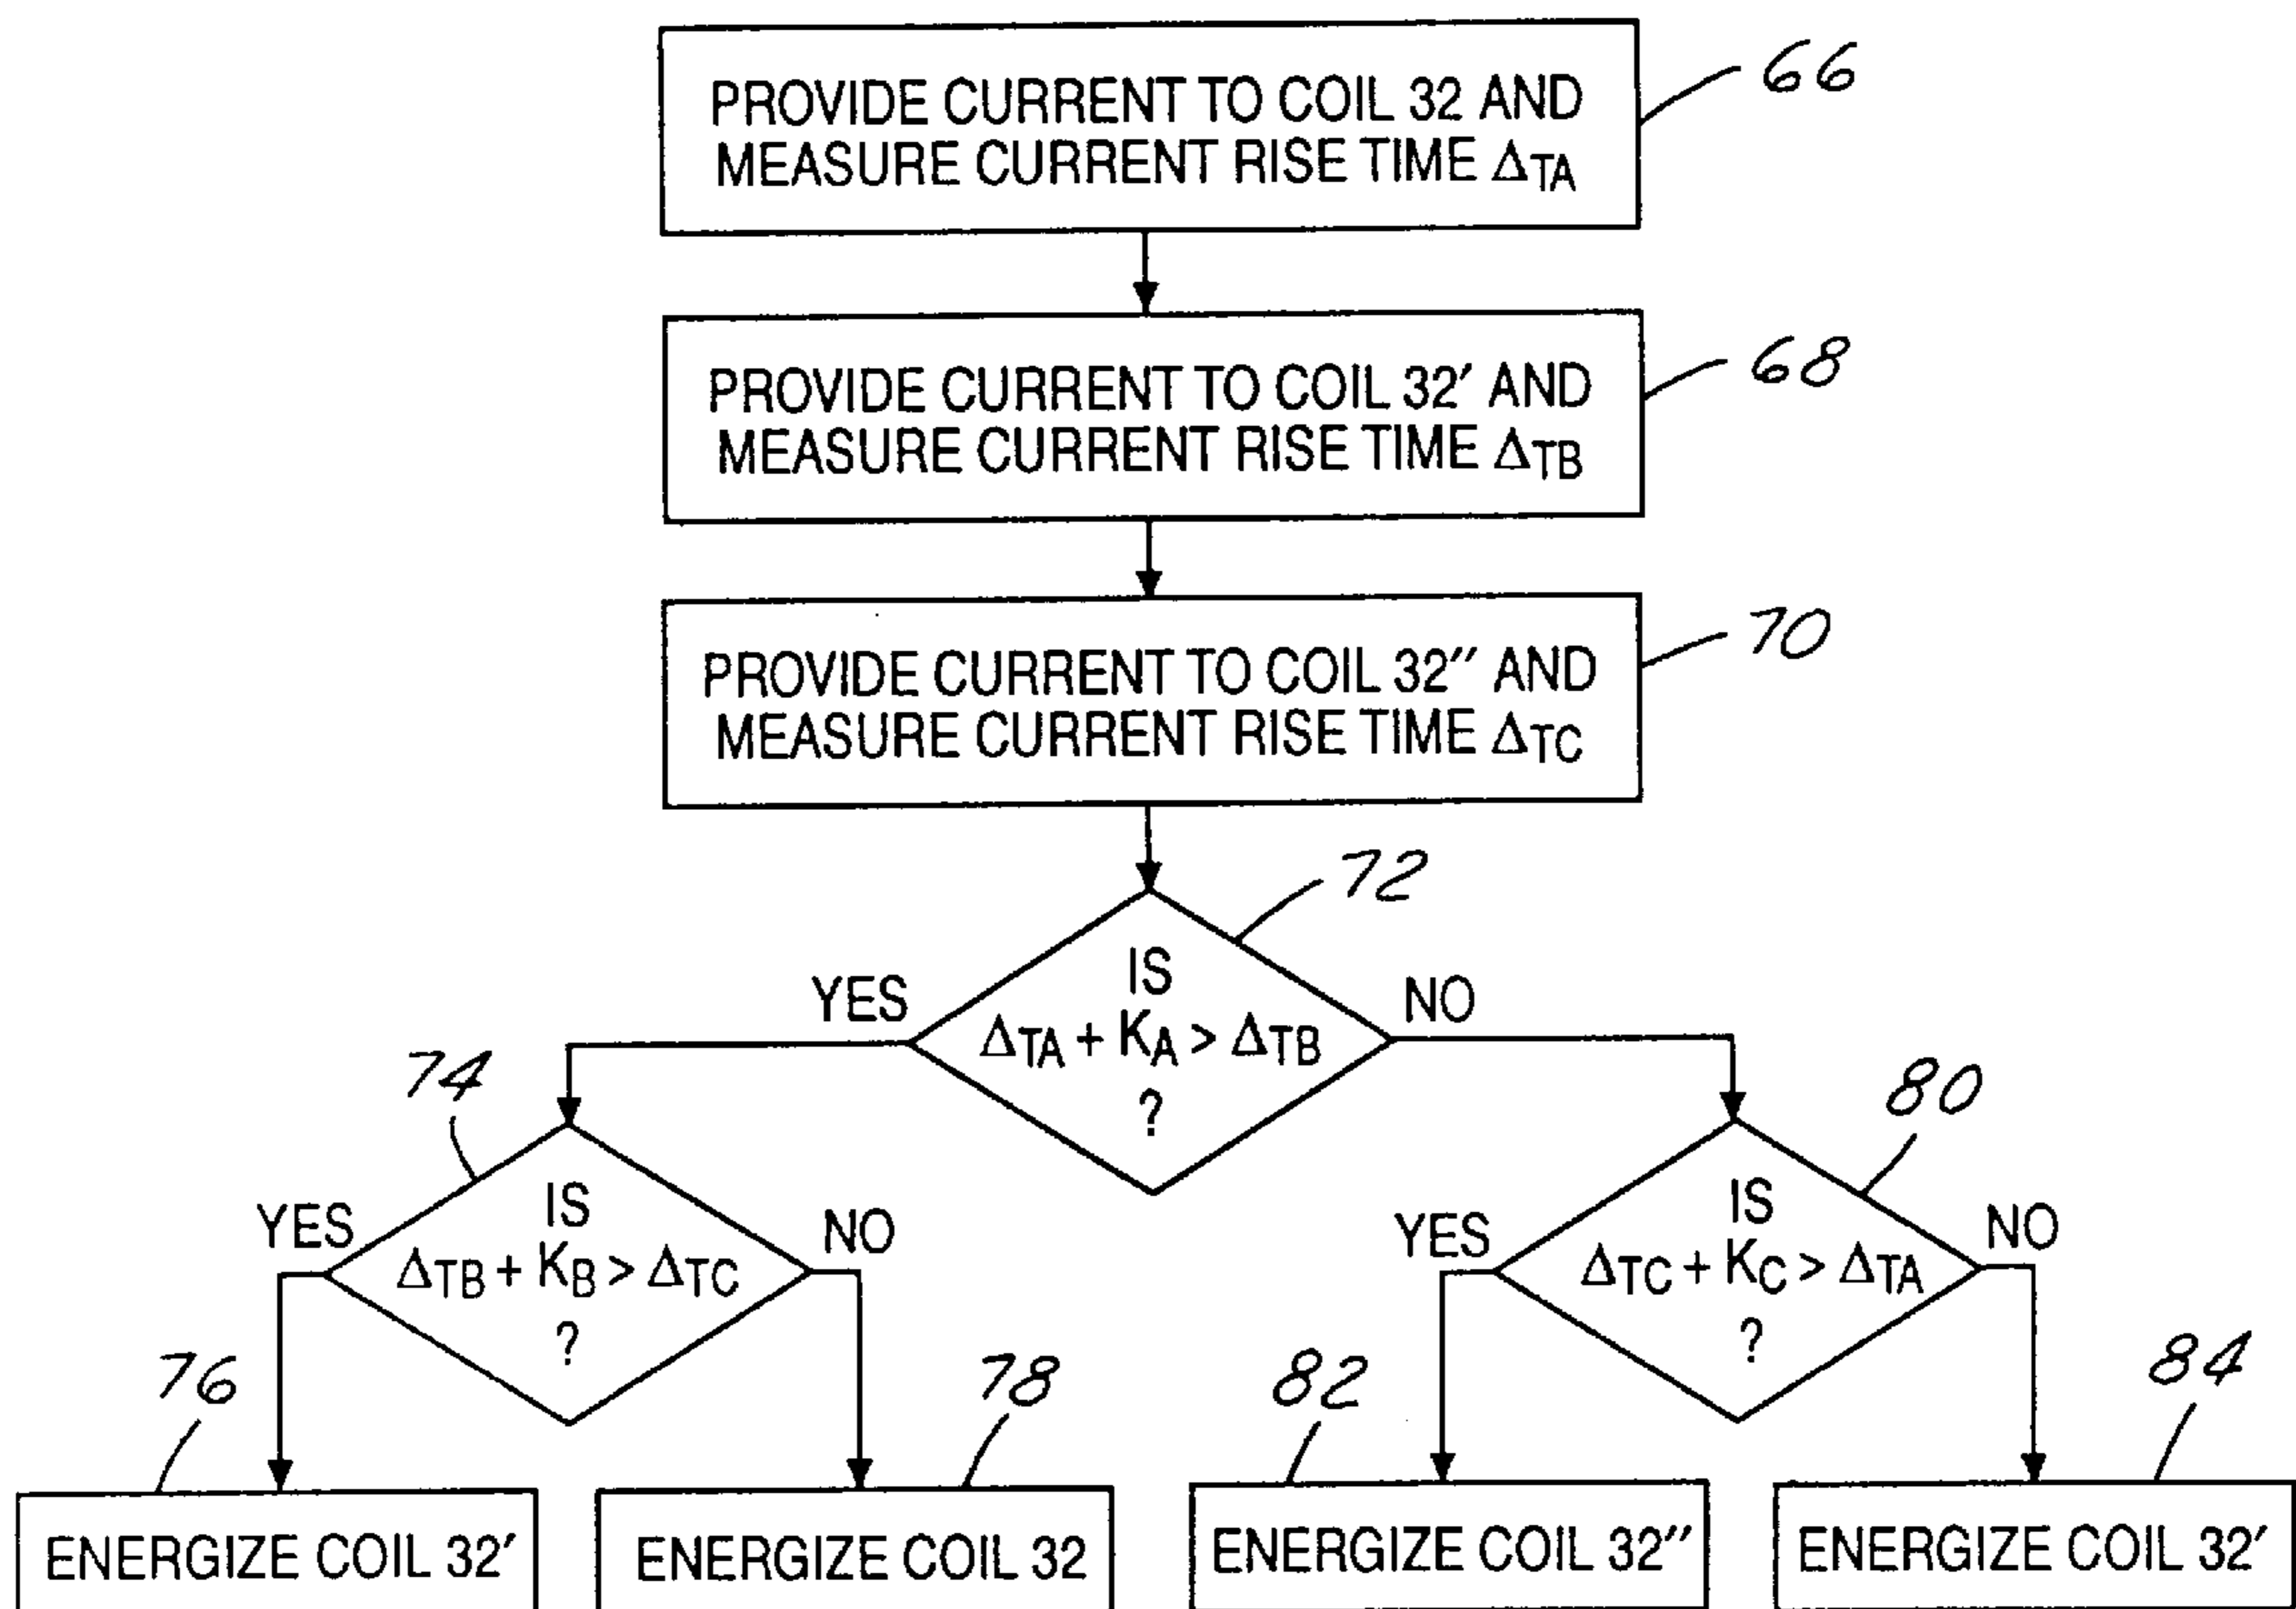 PROVIDE CURRENT TO COIL 32 AND
MEASURE CURRENT RISE TIME ΔTA
66
PROVIDE CURRENT TO COIL 32′ AND
MEASURE CURRENT RISE TIME ΔTB
68
PROVIDE CURRENT TO COIL 32″ AND
MEASURE CURRENT RISE TIME ΔTC
70
72
IS
ΔTA + KA > ΔTB
?
YES
NO
74
IS
ΔTB + KB > ΔTC
?
YES
NO
80
IS
ΔTC + KC > ΔTA
?
YES
NO
76
ENERGIZE COIL 32′
78
ENERGIZE COIL 32
82
ENERGIZE COIL 32″
84
ENERGIZE COIL 32′